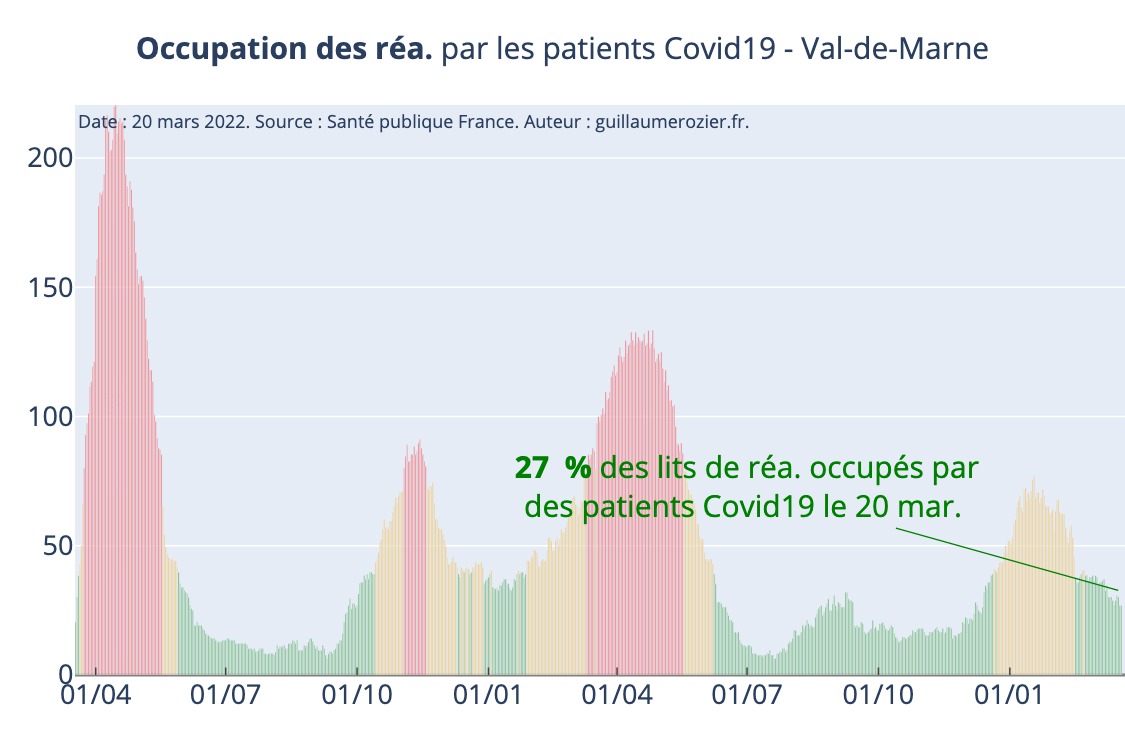 Occupation des réa. par les patients Covid19 - Val-de-Marne
Date : 20 mars 2022. Source : Santé publique France. Auteur : guillaumerozier.fr.
200
150
100
50
0
27 % des lits de réa. occupés par
des patients Covid19 le 20 mar.
01/04 01/07 01/10 01/01 01/04 01/07 01/10 01/01